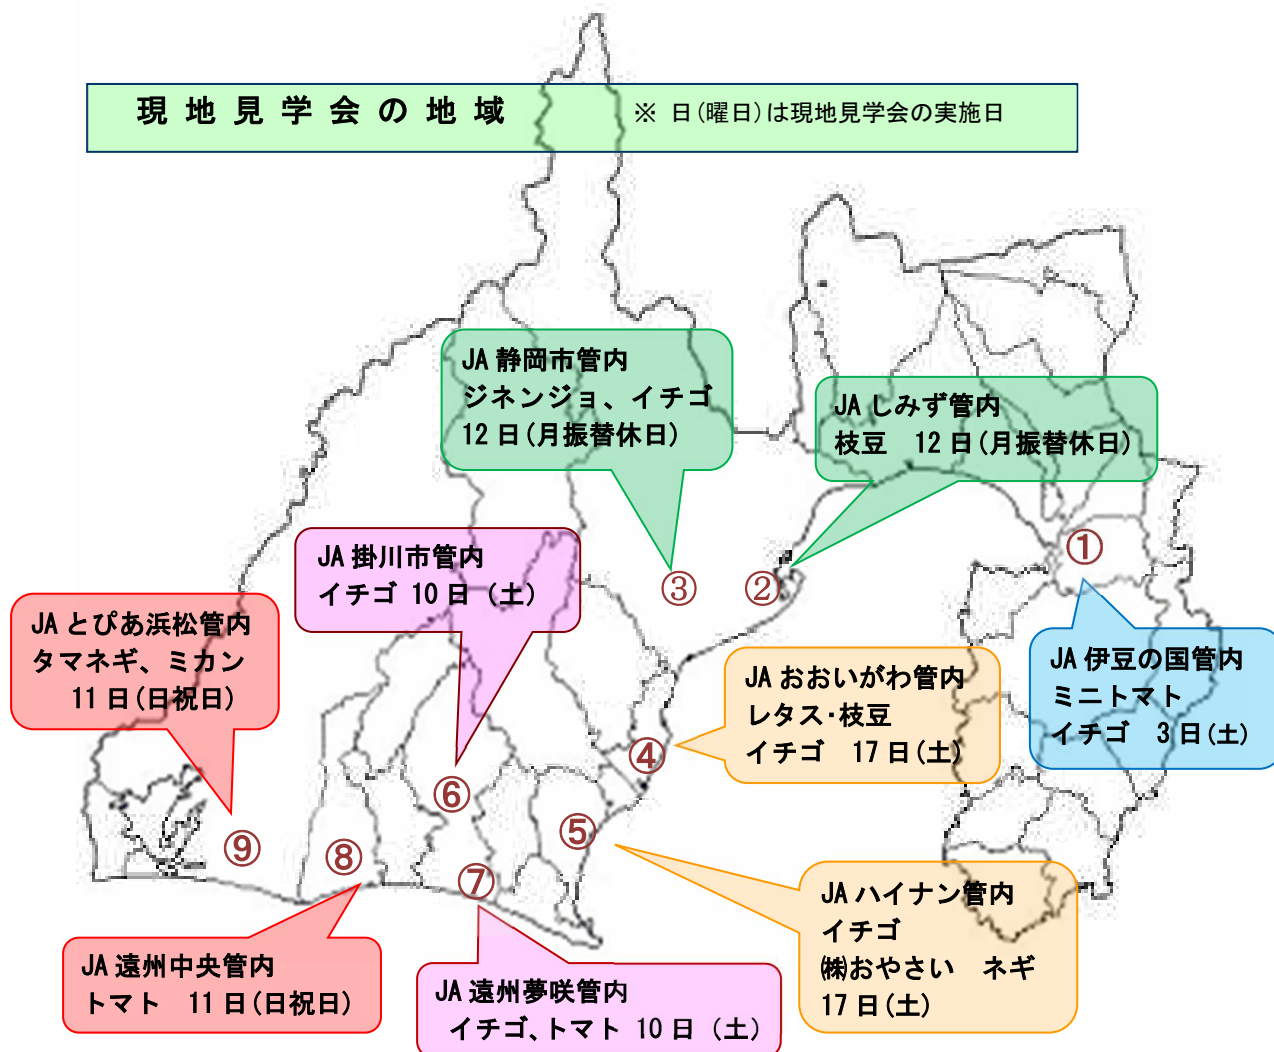 現地見学会の地域　※ 日(曜日)は現地見学会の実施日
JA 静岡市管内
ジネンジョ、イチゴ
12 日(月振替休日)
JA しみず管内
枝豆　12 日(月振替休日)
JA 掛川市管内
イチゴ 10 日（土）
①
②
③
JA とぴあ浜松管内
タマネギ、ミカン
11 日(日祝日)
JA おおいがわ管内
レタス・枝豆
イチゴ　17 日(土)
JA 伊豆の国管内
ミニトマト
イチゴ　3 日(土)
④
⑤
⑥
⑦
⑧
⑨
JA ハイナン管内
イチゴ
㈱おやさい　ネギ
17 日(土)
JA 遠州中央管内
トマト　11 日(日祝日)
JA 遠州夢咲管内
イチゴ、トマト 10 日（土）